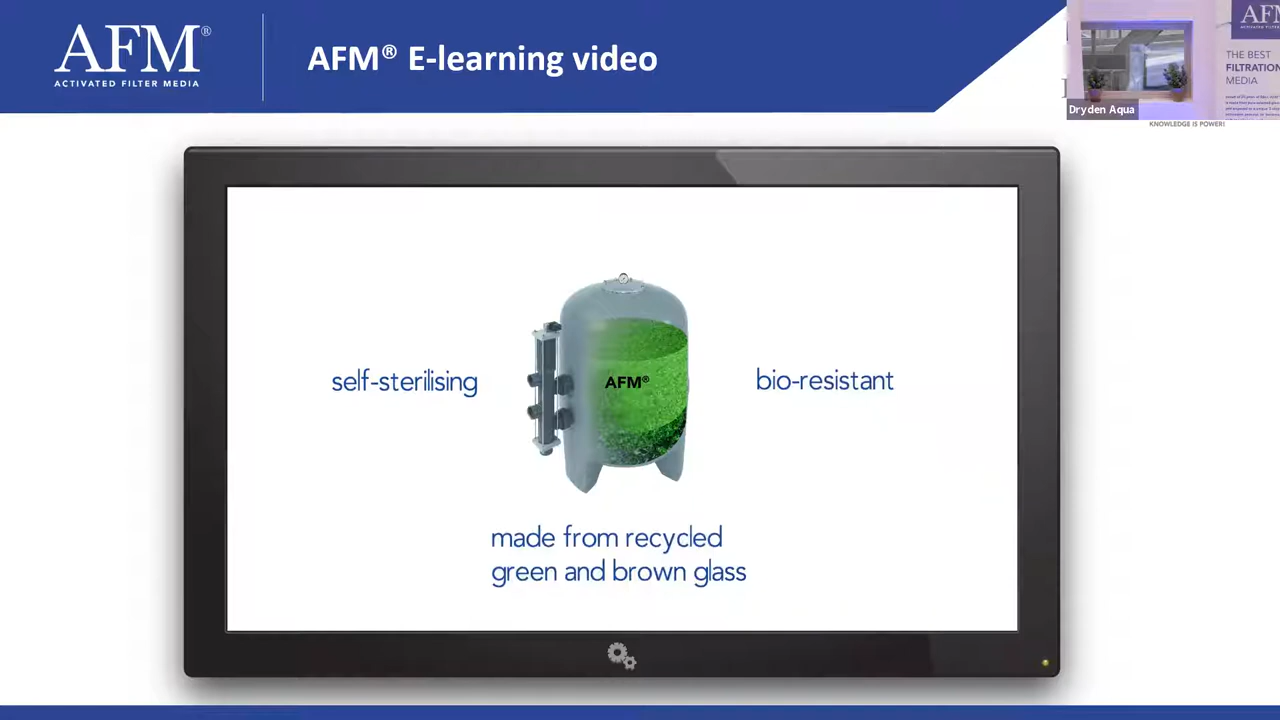 AFM®
ACTIVATED FILTER MEDIA
AFM® E-learning video
AFM
THE BEST
FILTRATION
MEDIA
Dryden Aqua
KNOWLEDGE IS POWER!
self-sterilising
AFM®
bio-resistant
made from recycled
green and brown glass